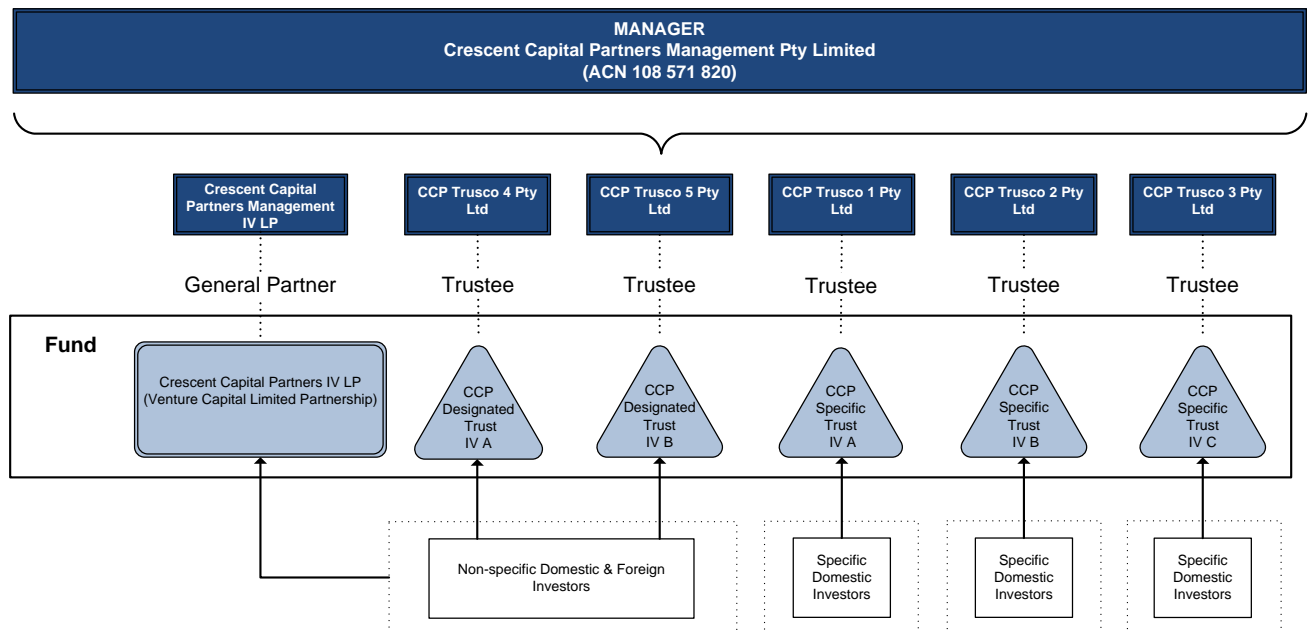 MANAGER
Crescent Capital Partners Management Pty Limited
(ACN 108 571 820)
Crescent Capital
Partners Management
IV LP
CCP Trusco 4 Pty
Ltd
CCP Trusco 5 Pty
Ltd
CCP Trusco 1 Pty
Ltd
CCP Trusco 2 Pty
Ltd
CCP Trusco 3 Pty
Ltd
General Partner
Trustee
Trustee
Trustee
Trustee
Trustee
Fund
Crescent Capital Partners IV LP
(Venture Capital Limited Partnership)
CCP
Designated
Trust
IV A
CCP
Designated
Trust
IV B
CCP
Specific
Trust
IV A
CCP
Specific
Trust
IV B
CCP
Specific
Trust
IV C
Non-specific Domestic & Foreign
Investors
Specific
Domestic
Investors
Specific
Domestic
Investors
Specific
Domestic
Investors